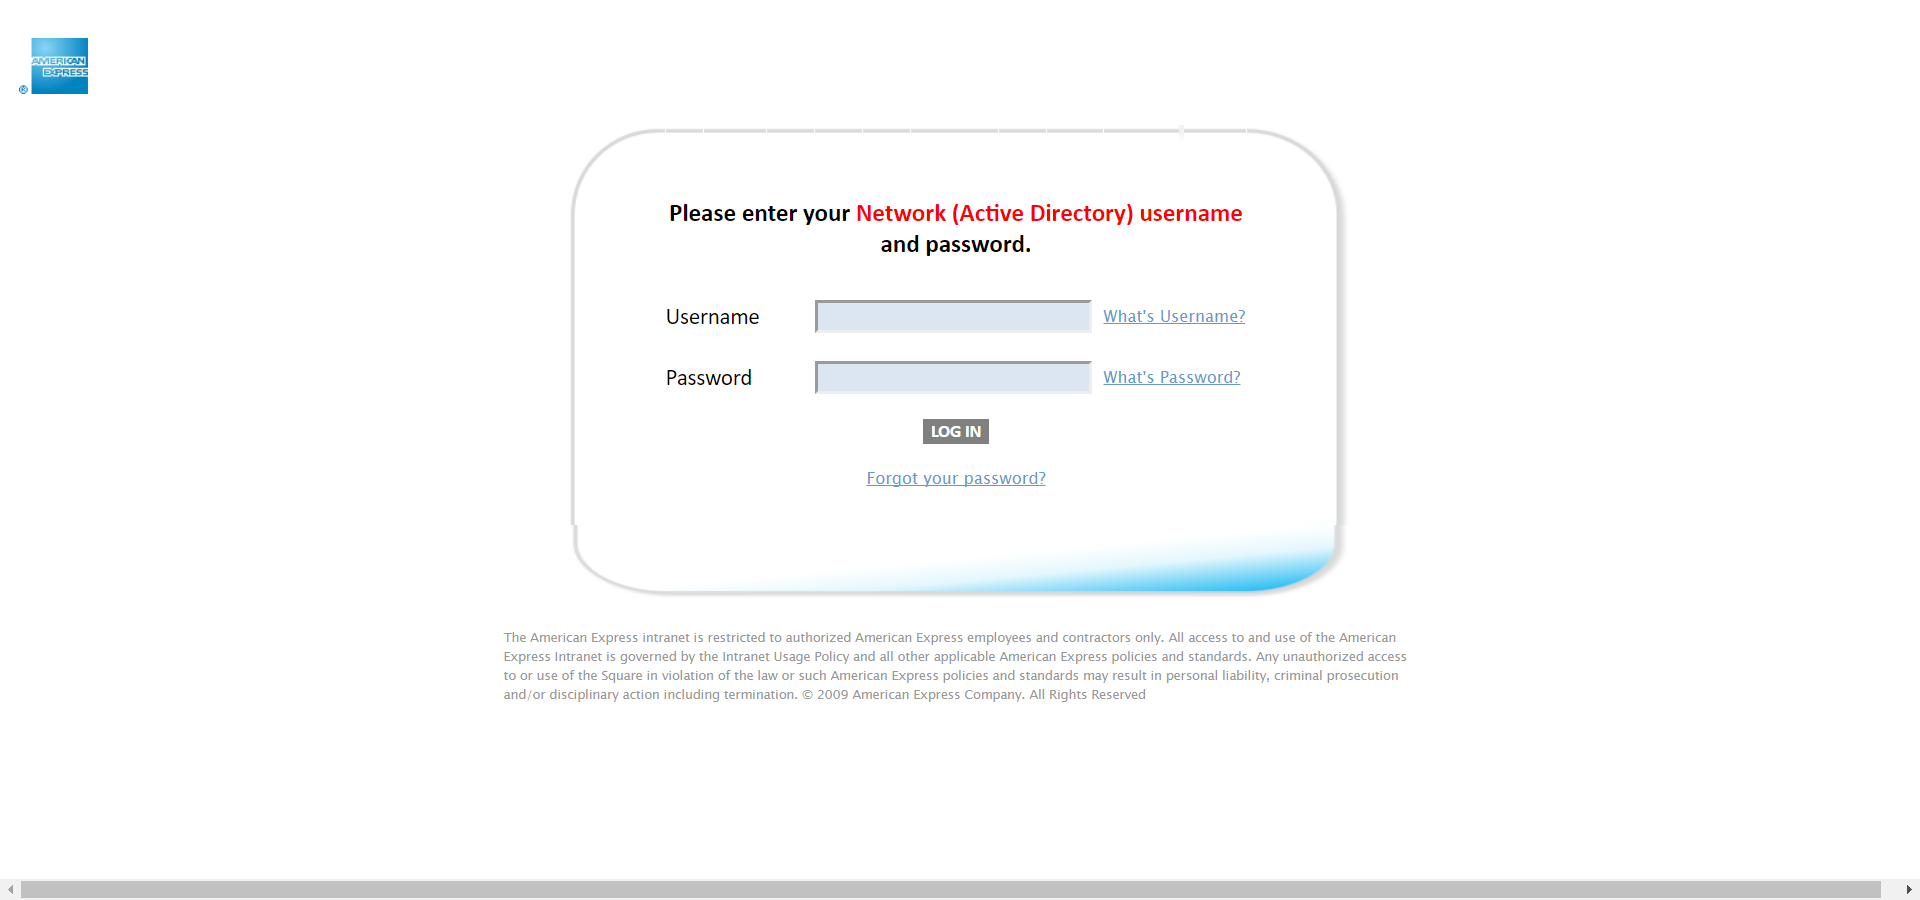 AMERICAN
EXPRESS
®
Please enter your Network (Active Directory) username
and password.
Username
What's Username?
Password
What's Password?
LOG IN
Forgot your password?
The American Express intranet is restricted to authorized American Express employees and contractors only. All access to and use of the American
Express Intranet is governed by the Intranet Usage Policy and all other applicable American Express policies and standards. Any unauthorized access
to or use of the Square in violation of the law or such American Express policies and standards may result in personal liability, criminal prosecution
and/or disciplinary action including termination. © 2009 American Express Company. All Rights Reserved